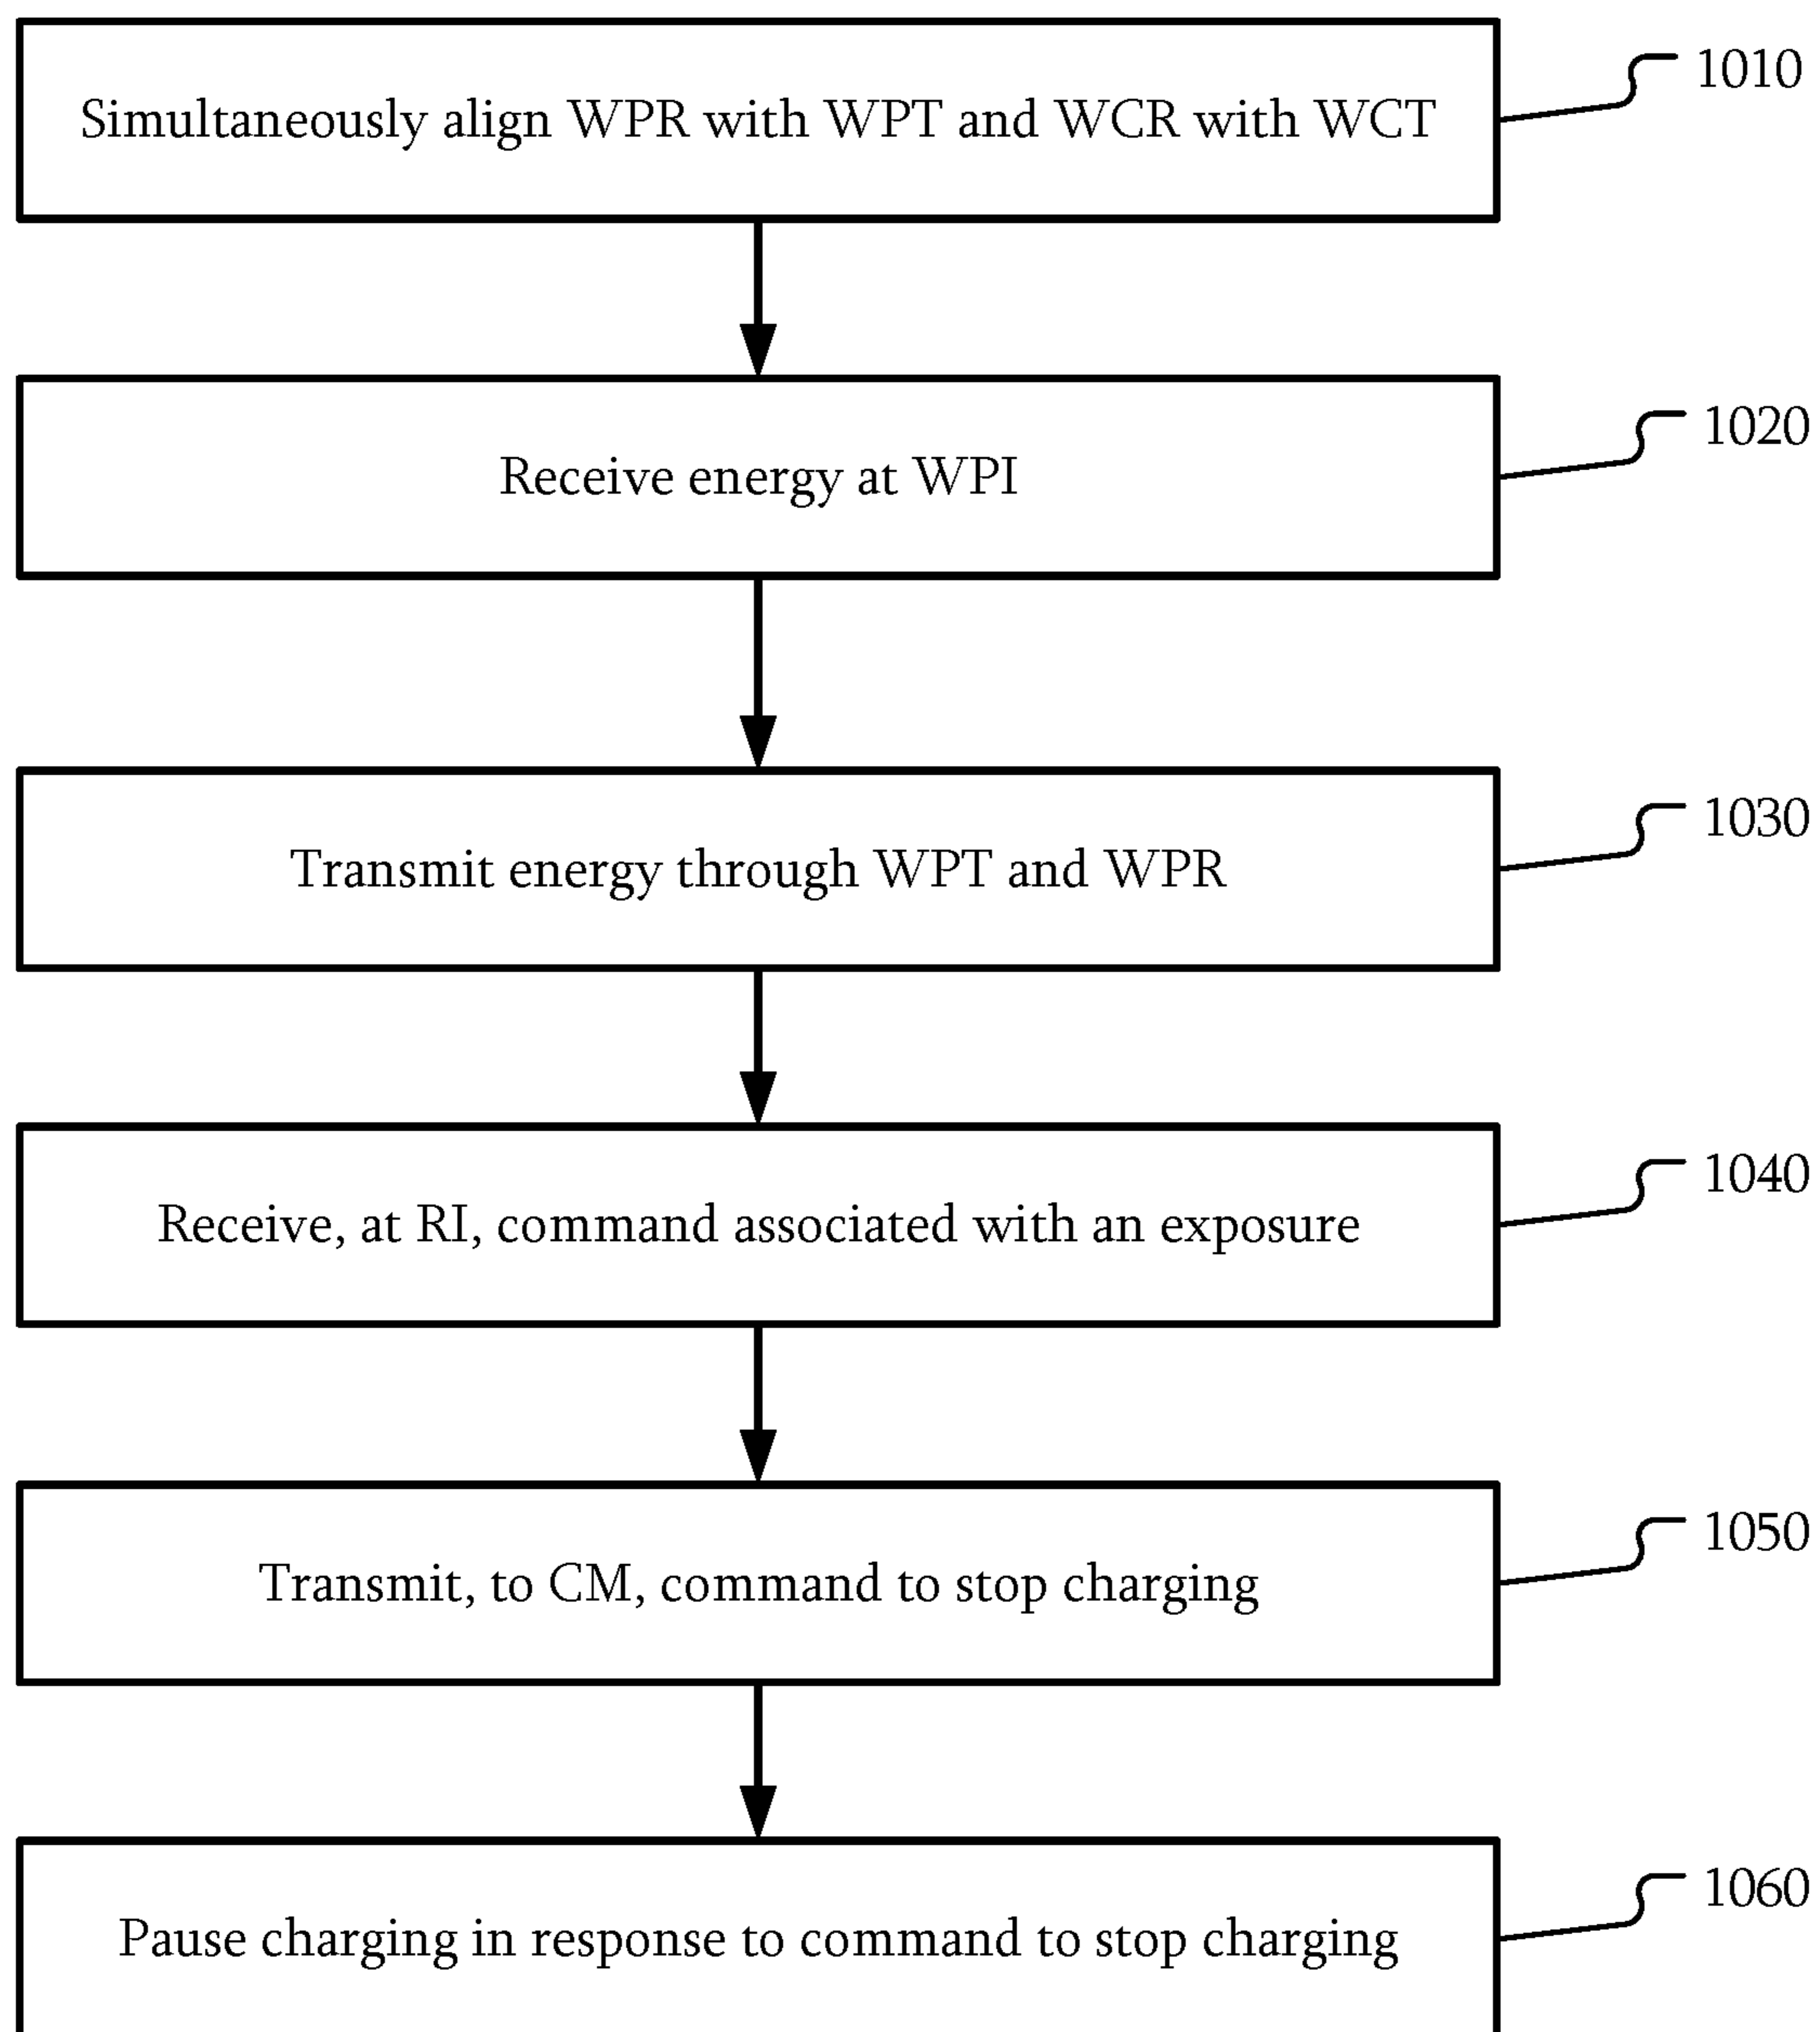 Simultaneously align WPR with WPT and WCR with WCT
1010
Receive energy at WPI
1020
Transmit energy through WPT and WPR
1030
Receive, at RI, command associated with an exposure
1040
Transmit, to CM, command to stop charging
1050
Pause charging in response to command to stop charging
1060